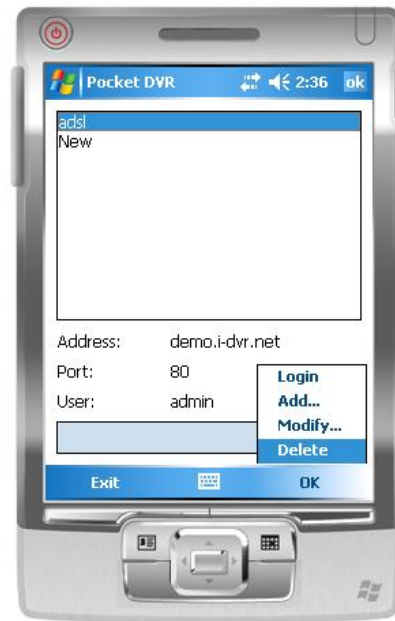 Pocket DVR 2:36 ok
adsl
New
Address: demo.i-dvr.net
Port: 80
User: admin
Login
Add...
Modify...
Delete
Exit OK